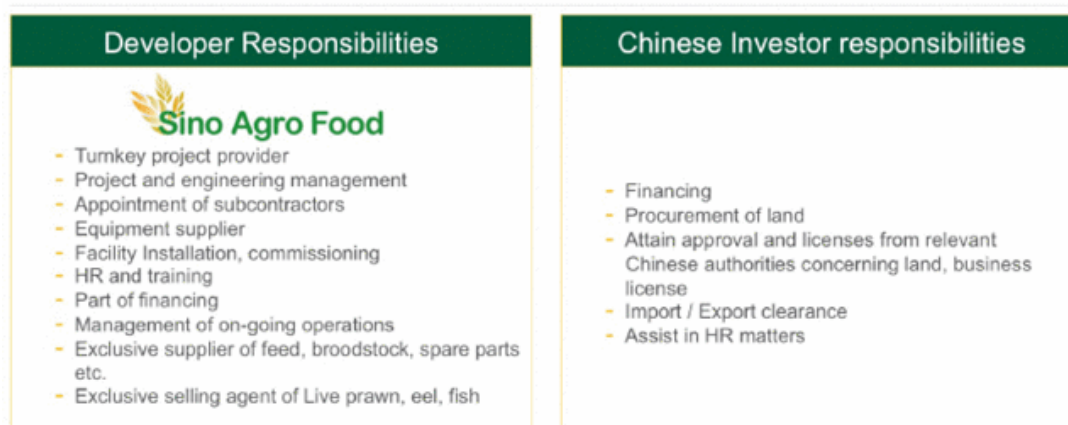 Developer Responsibilities
Sino Agro Food
- Turnkey project provider
- Project and engineering management
- Appointment of subcontractors
- Equipment supplier
- Facility Installation, commissioning
- HR and training
- Part of financing
- Management of on-going operations
- Exclusive supplier of feed, broodstock, spare parts
etc.
- Exclusive selling agent of Live prawn, eel, fish
Chinese Investor responsibilities
- Financing
- Procurement of land
- Attain approval and licenses from relevant
Chinese authorities concerning land, business
license
- Import / Export clearance
- Assist in HR matters